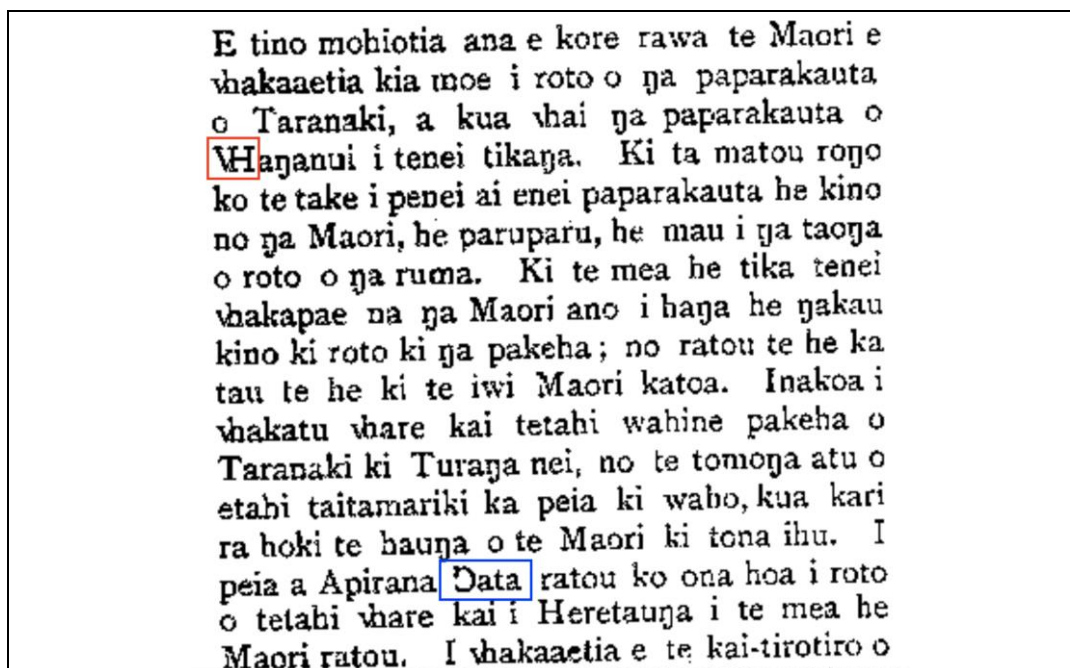 E tino mohiotia ana e kore rawa te Maori e
whakaaetia kia moe i roto o ŋa paparakauta
o Taranaki, a kua whai ŋa paparakauta o
WHaŋanui i tenei tikaŋa. Ki ta matou roŋo
ko te take i penei ai enei paparakauta he kino
no ŋa Maori, he paruparu, he mau i ŋa taoŋa
o roto o ŋa ruma. Ki te mea he tika tenei
whakapae na ŋa Maori ano i haŋa he ŋakau
kino ki roto ki ŋa pakeha; no ratou te he ka
tau te he ki te iwi Maori katoa. Inakoa i
whakatu whare kai tetahi wahine pakeha o
Taranaki ki Turaŋa nei, no te tomoŋa atu o
etahi taitamariki ka peia ki waho, kua kari
ra hoki te hauŋa o te Maori ki tona ihu. I
peia a Apirana Ŋata ratou ko ona hoa i roto
o tetahi whare kai i Heretauŋa i te mea he
Maori ratou. I whakaaetia e te kai-tirotiro o